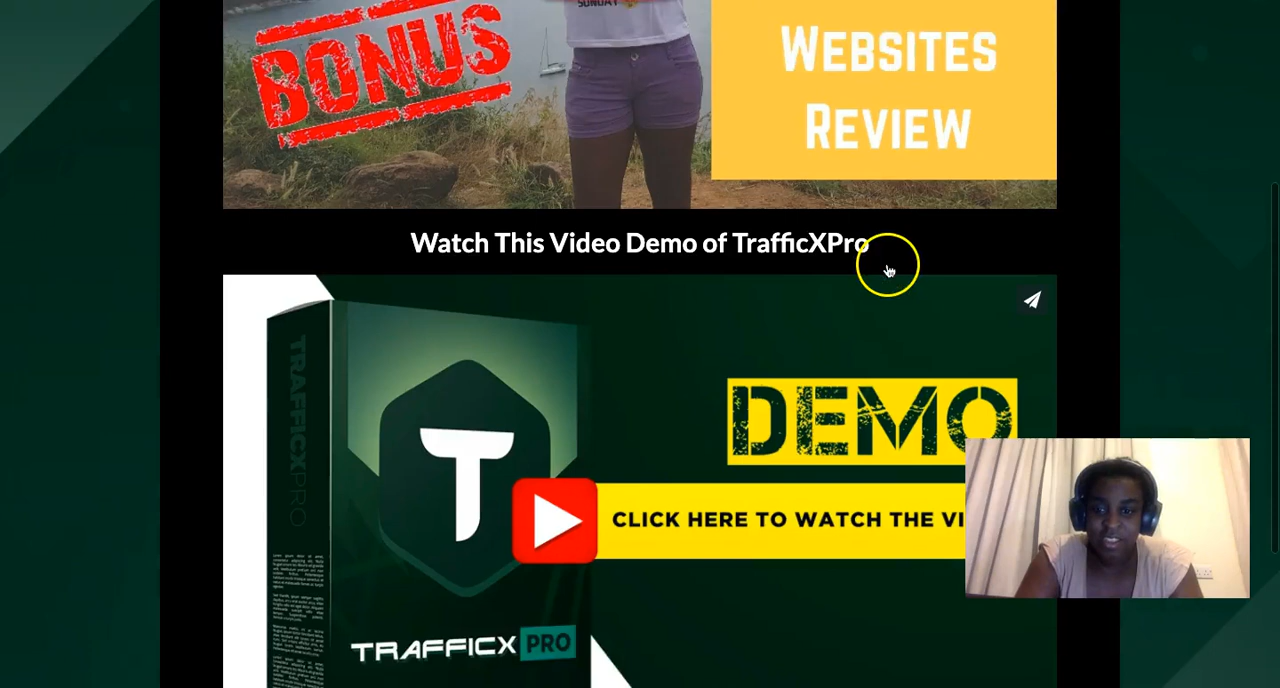 SUNDAY
BONUS
WEBSITES
REVIEW
Watch This Video Demo of TrafficXPro
TRAFFICXPRO
T
DEMO
CLICK HERE TO WATCH THE VI
TRAFFICX PRO